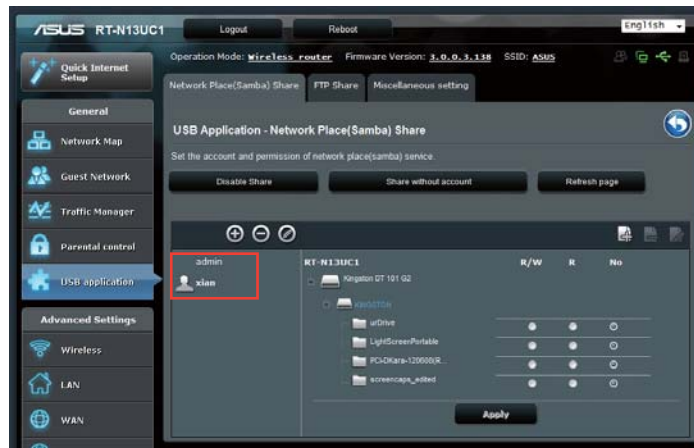 ASUS RT-N13UC1 Logout Reboot English
Operation Mode: Wireless router Firmware Version: 3.0.0.3.138 SSID: ASUS
Quick Internet Setup
Network Place(Samba) Share FTP Share Miscellaneous setting
General
Network Map
Guest Network
Traffic Manager
Parental control
USB application
Advanced Settings
Wireless
LAN
WAN
USB Application - Network Place(Samba) Share
Set the account and permission of network place(samba) service.
Disable Share Share without account Refresh page
admin
xian
RT-N13UC1 R/W R No
Kingston DT 101 G2
KINGSTON
urDrive
LightScreenPortable
PCI-DKara-120608(R...
screencaps_edited
Apply